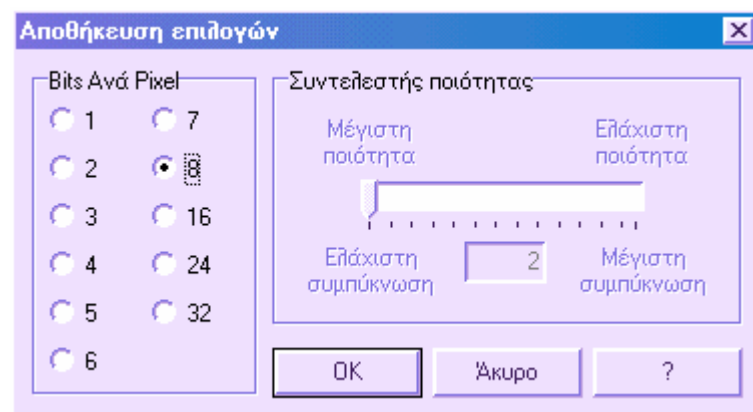 Αποθήκευση επιλογών
Bits Ανά Pixel
1
7
2
8
3
16
4
24
5
32
6
Συντελεστής ποιότητας
Μέγιστη
ποιότητα
Ελάχιστη
ποιότητα
Ελάχιστη
συμπύκνωση
2
Μέγιστη
συμπύκνωση
OK
Άκυρο
?